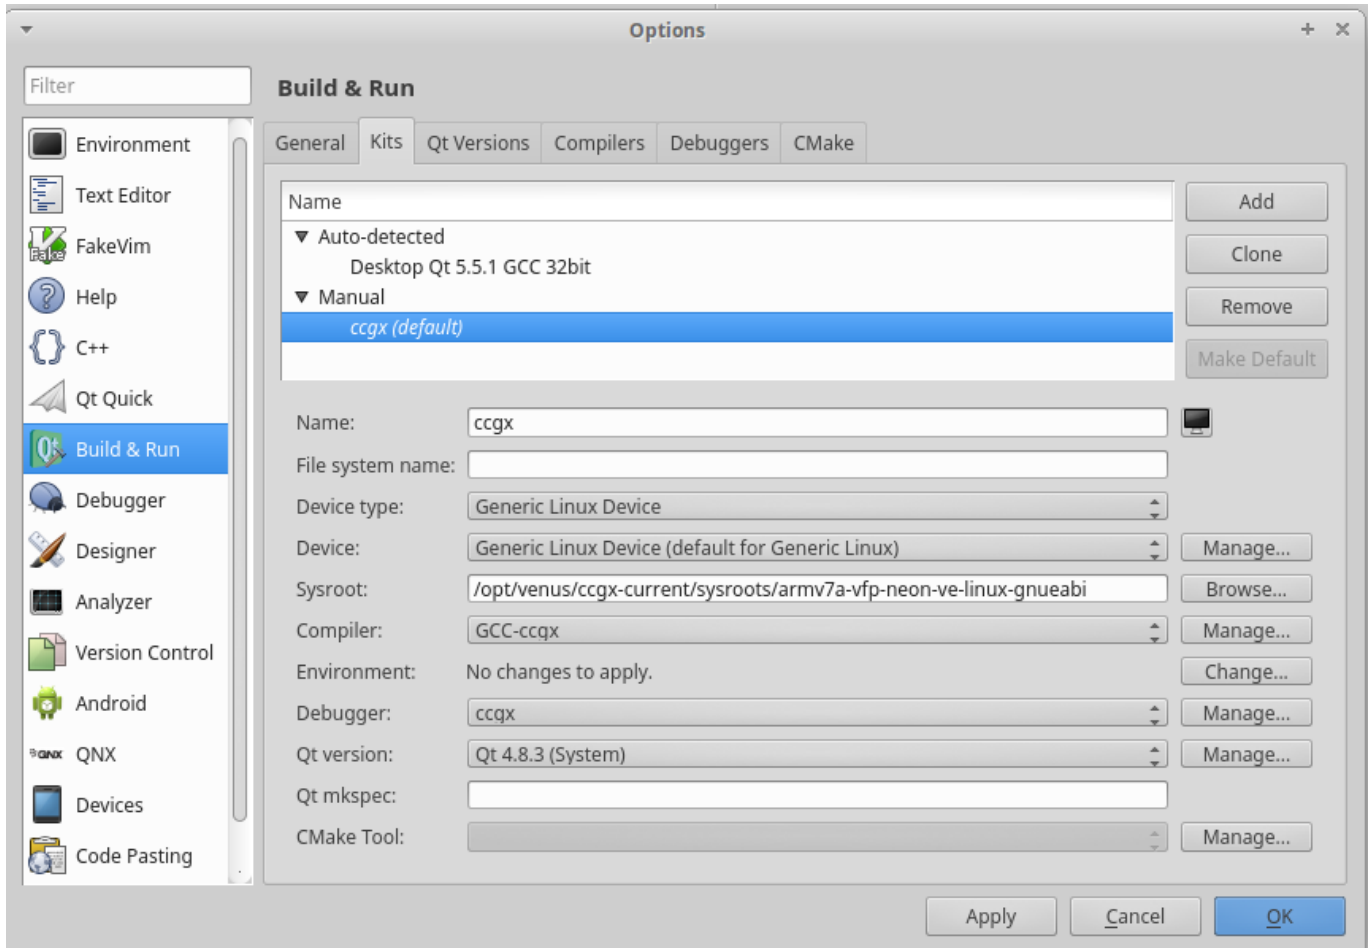 Options
Filter
Build & Run
Environment
Text Editor
FakeVim
Help
C++
Qt Quick
Build & Run
Debugger
Designer
Analyzer
Version Control
Android
QNX
Devices
Code Pasting
General Kits Qt Versions Compilers Debuggers CMake
Name
Auto-detected
Desktop Qt 5.5.1 GCC 32bit
Manual
ccgx (default)
Add
Clone
Remove
Make Default
Name: ccgx
File system name:
Device type: Generic Linux Device
Device: Generic Linux Device (default for Generic Linux) Manage...
Sysroot: /opt/venus/ccgx-current/sysroots/armv7a-vfp-neon-ve-linux-gnueabi Browse...
Compiler: GCC-ccgx Manage...
Environment: No changes to apply. Change...
Debugger: ccgx Manage...
Qt version: Qt 4.8.3 (System) Manage...
Qt mkspec:
CMake Tool: Manage...
Apply Cancel OK